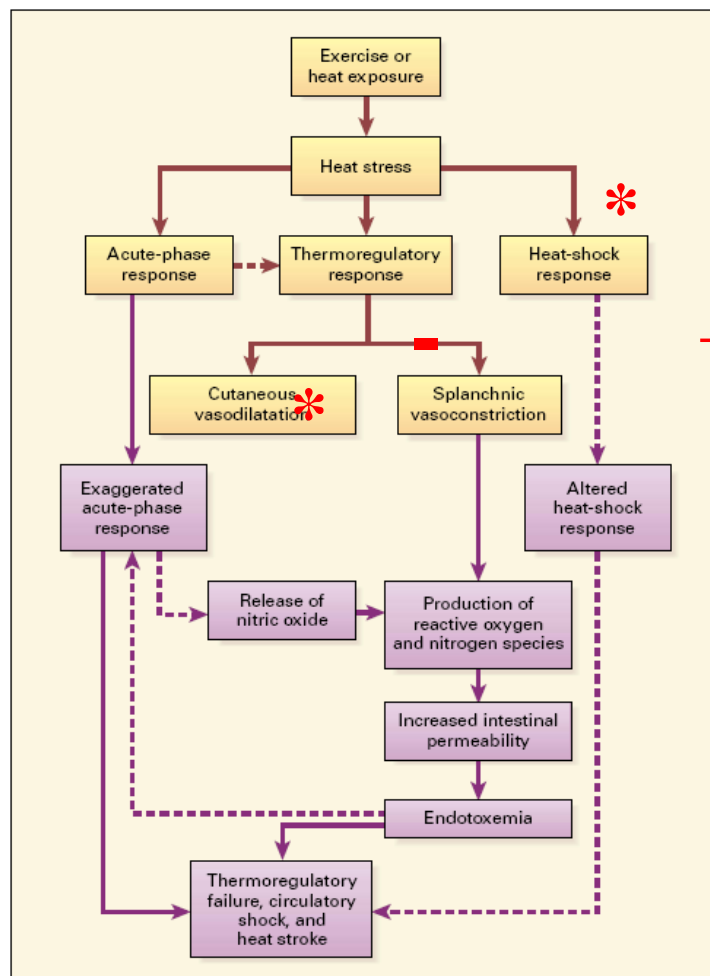 Exercise or
heat exposure
Heat stress
Acute-phase
response
Thermoregulatory
response
Heat-shock
response
Cutaneous
vasodilatation
Splanchnic
vasoconstriction
Exaggerated
acute-phase
response
Altered
heat-shock
response
Release of
nitric oxide
Production of
reactive oxygen
and nitrogen species
Increased intestinal
permeability
Endotoxemia
Thermoregulatory
failure, circulatory
shock, and
heat stroke